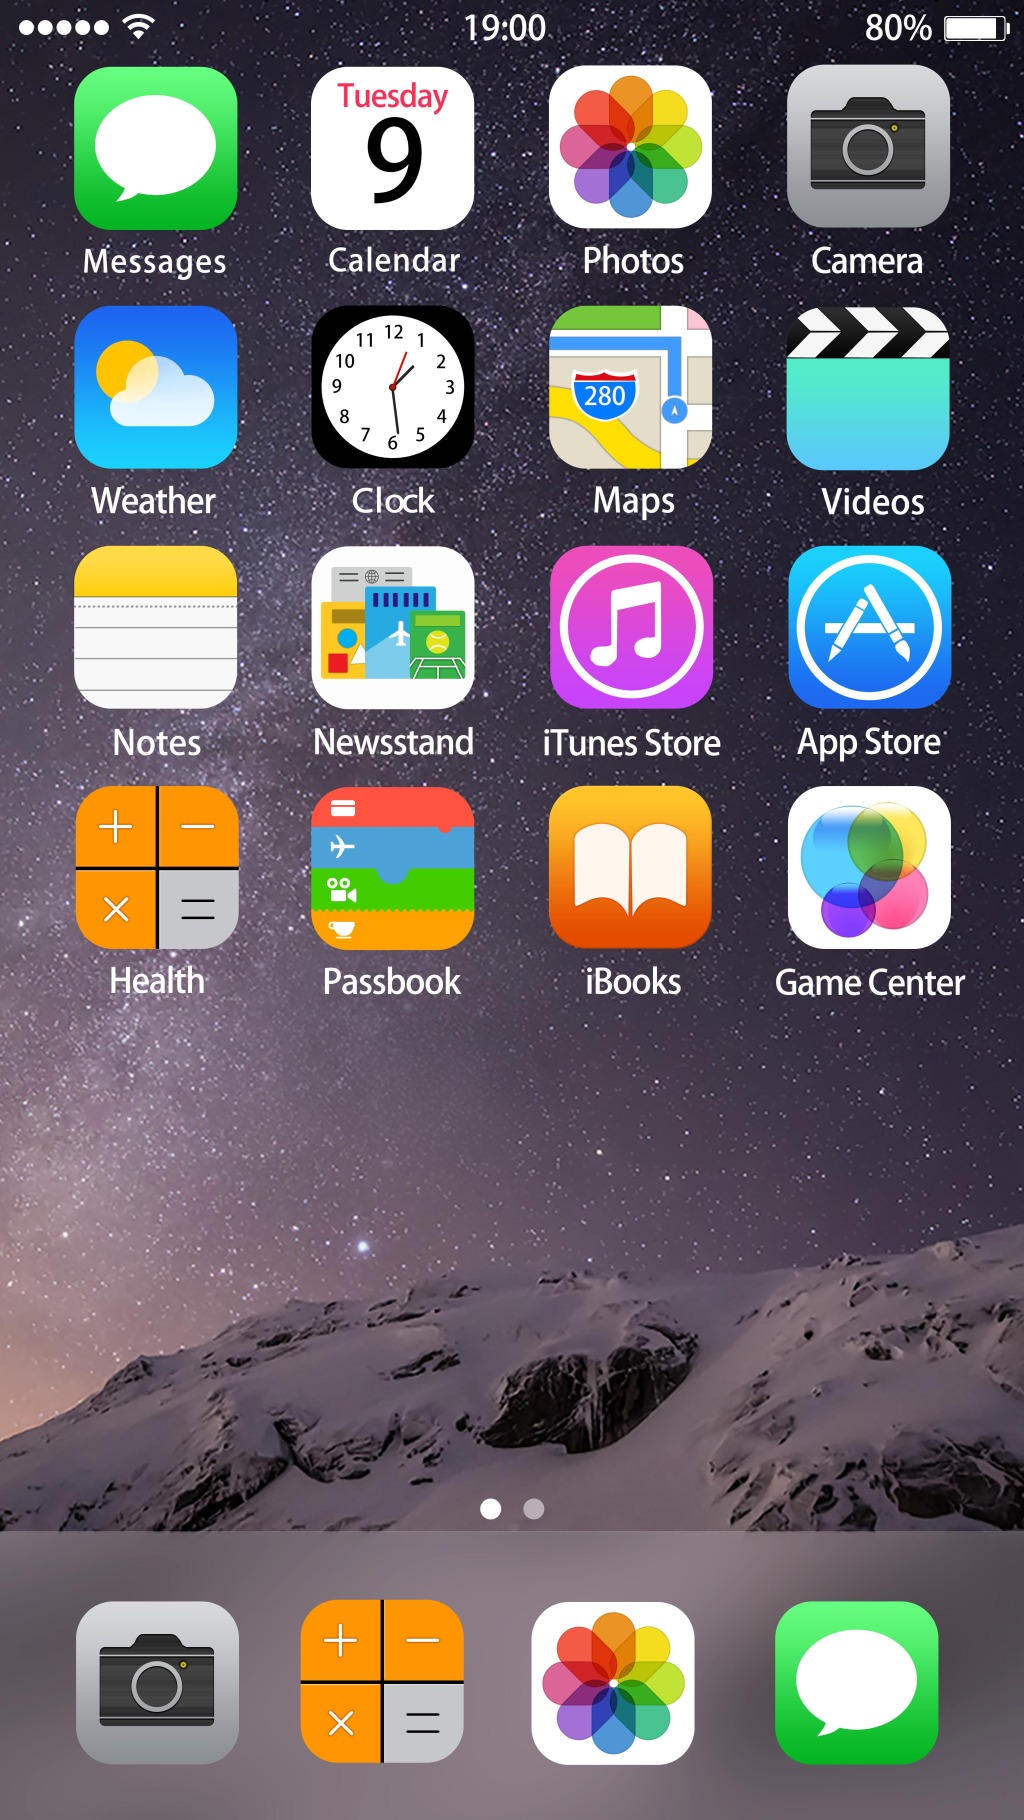 19:00 80%
Tuesday
9
Messages Calendar Photos Camera
12
11 1
10 2
9 3
8 4
7 5
6
280
Weather Clock Maps Videos
Notes Newsstand iTunes Store App Store
+ −
× =
Health Passbook iBooks Game Center
+ −
× =